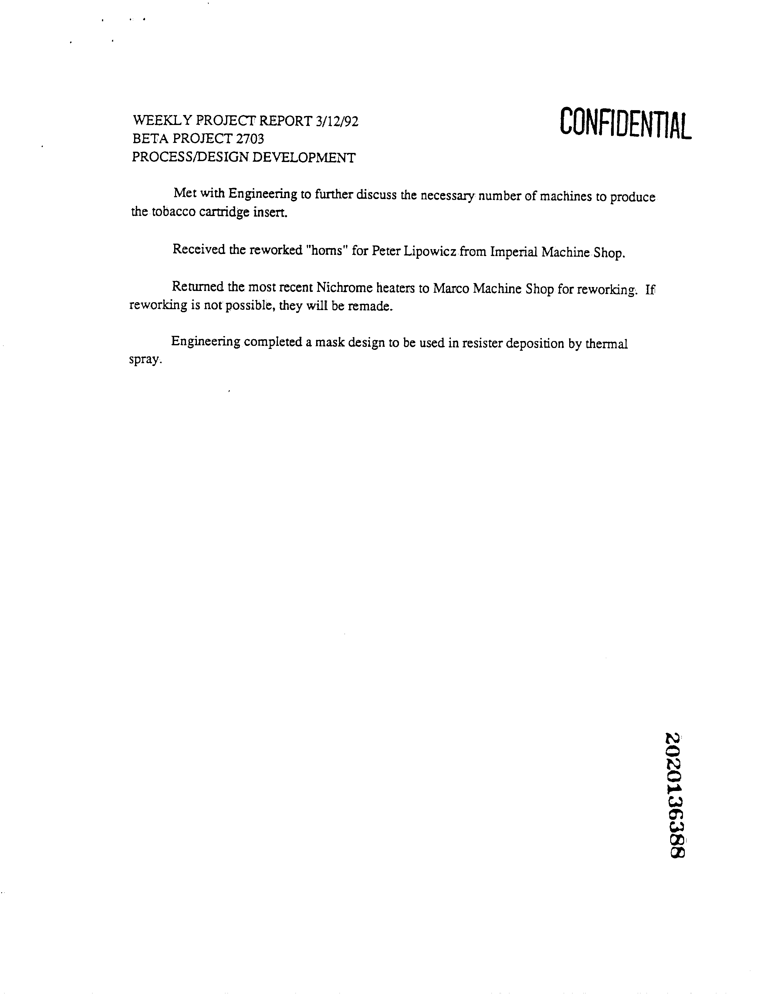 WEEKLY PROJECT REPORT 3/12/92
CONFIDENTIAL
BETA PROJECT 2703
PROCESS/DESIGN DEVELOPMENT
Met with Engineering to further discuss the necessary number of machines to produce
the tobacco cartridge insert.
Received the reworked "horns" for Peter Lipowicz from Imperial Machine Shop.
Returned the most recent Nichrome heaters to Marco Machine Shop for reworking. If
reworking is not possible, they will be remade.
Engineering completed a mask design to be used in resister deposition by thermal
spray.
2020136388